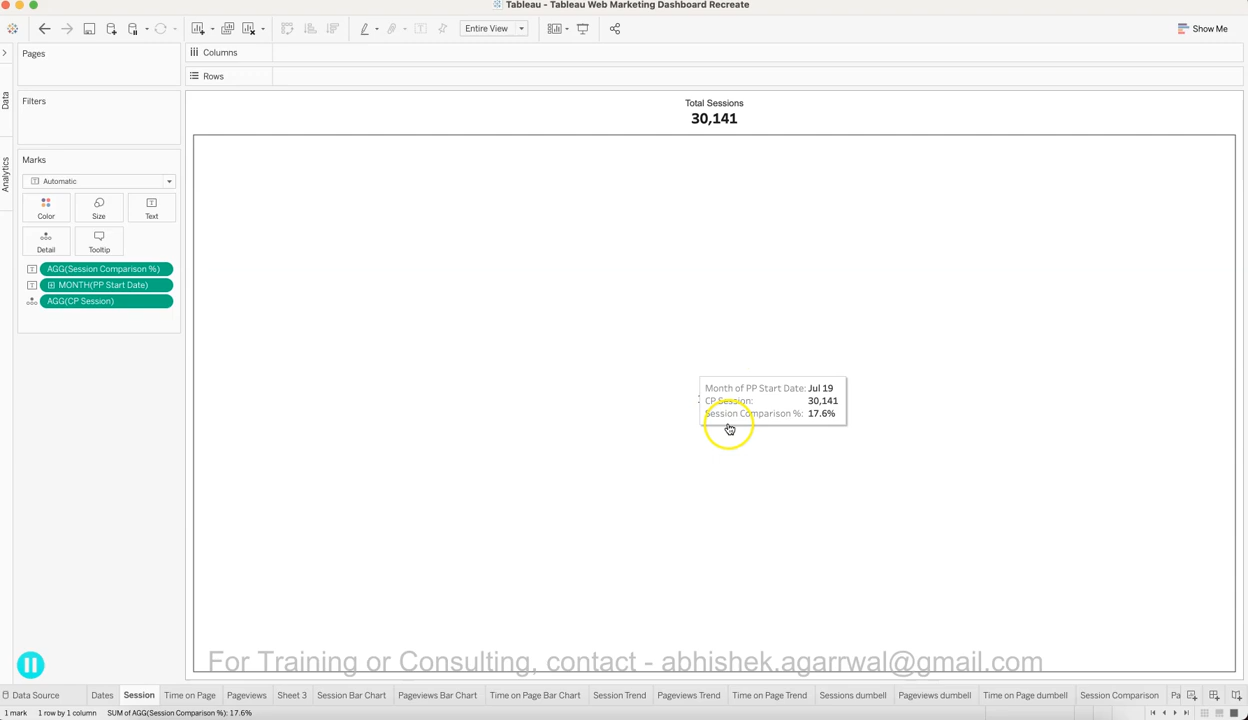 Tableau - Tableau Web Marketing Dashboard Recreate
Entire View
Show Me
Pages
Columns
Rows
Data
Filters
Analytics
Marks
Automatic
Color
Size
Text
Detail
Tooltip
AGG(Session Comparison %)
MONTH(PP Start Date)
AGG(CP Session)
Total Sessions
30,141
Month of PP Start Date: Jul 19
CP Session: 30,141
Session Comparison %: 17.6%
For Training or Consulting, contact - abhishek.agarrwal@gmail.com
Data Source Dates Session Time on Page Pageviews Sheet 3 Session Bar Chart Pageviews Bar Chart Time on Page Bar Chart Session Trend Pageviews Trend Time on Page Trend Sessions dumbell Pageviews dumbell Time on Page dumbell Session Comparison Pa
1 mark 1 row by 1 column SUM of AGG(Session Comparison %): 17.6%